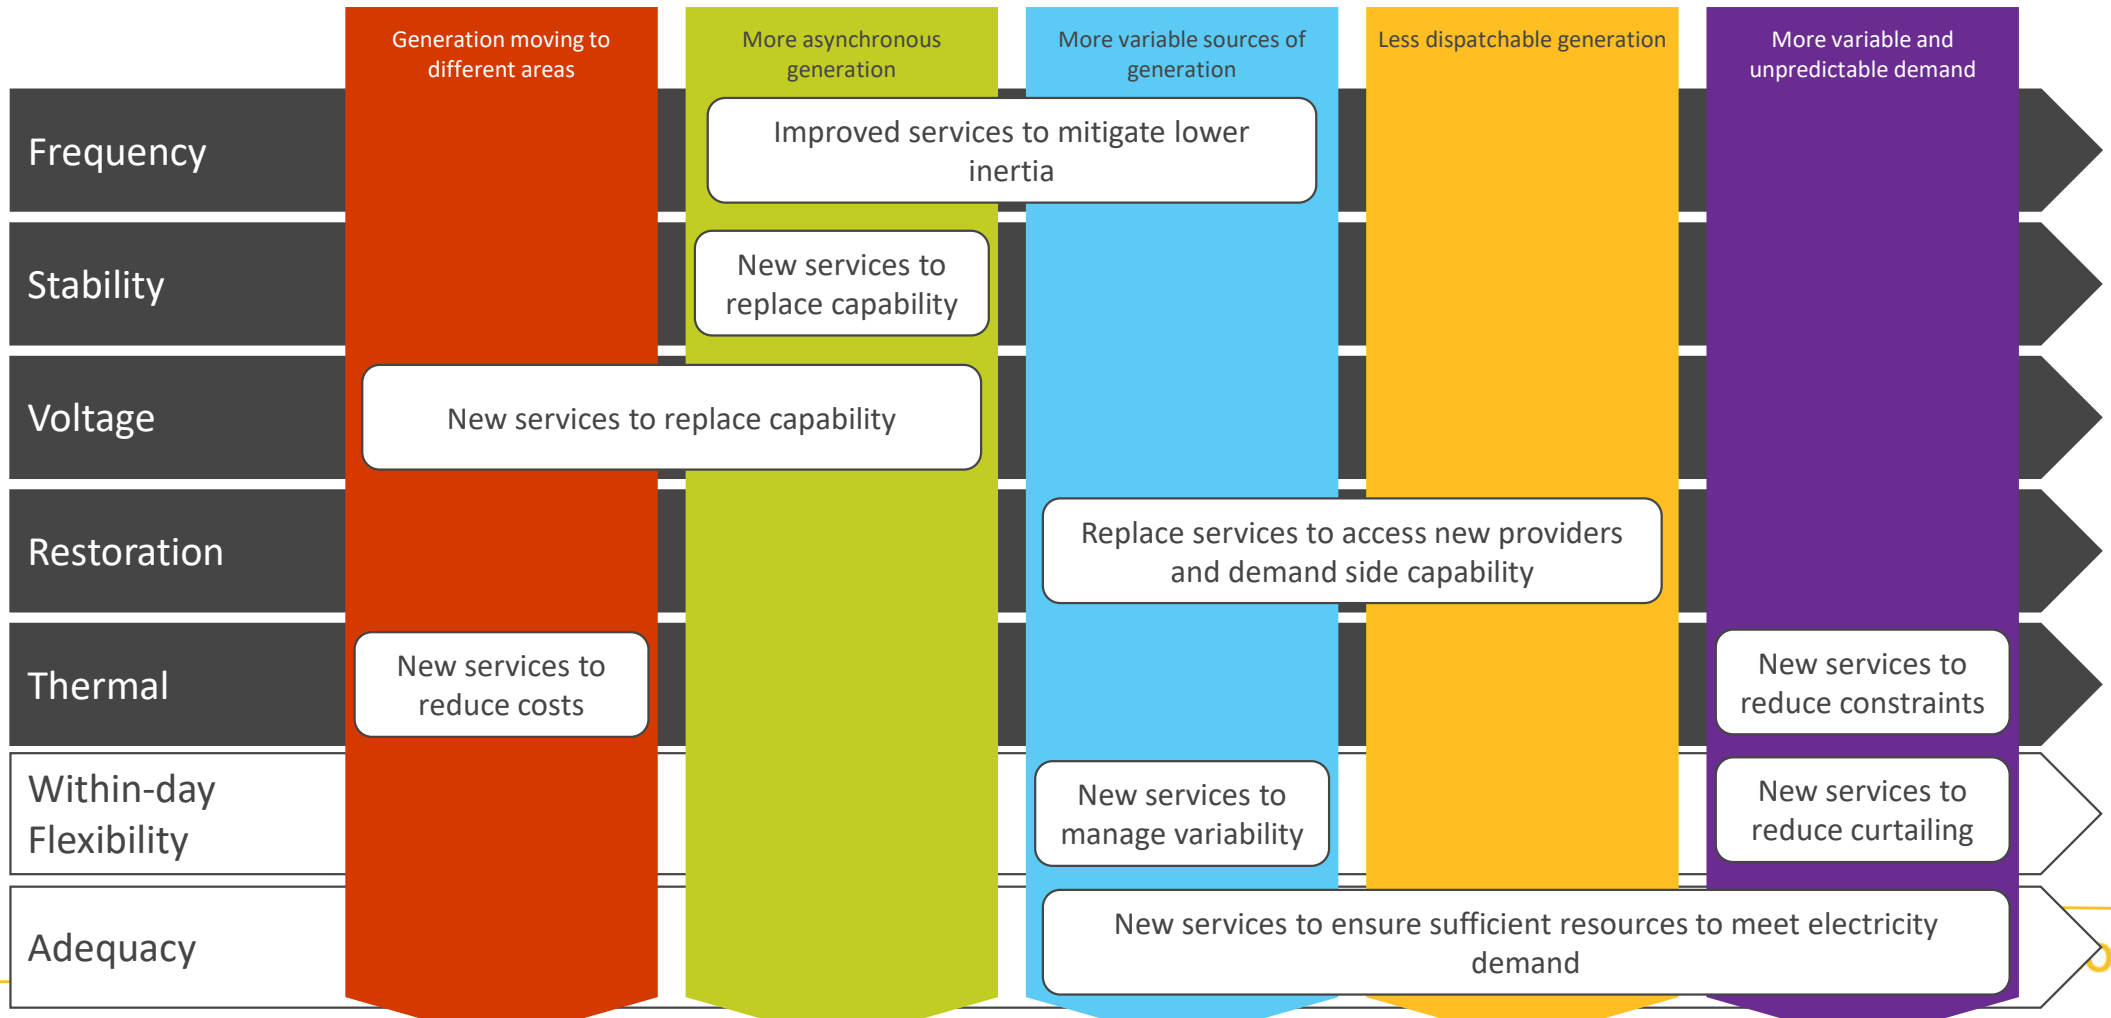 Generation moving to
different areas
More asynchronous
generation
More variable sources of
generation
Less dispatchable generation
More variable and
unpredictable demand
Frequency
Improved services to mitigate lower
inertia
Stability
New services to
replace capability
Voltage
New services to replace capability
Restoration
Replace services to access new providers
and demand side capability
Thermal
New services to
reduce costs
New services to
reduce constraints
Within-day
Flexibility
New services to
manage variability
New services to
reduce curtailing
Adequacy
New services to ensure sufficient resources to meet electricity
demand